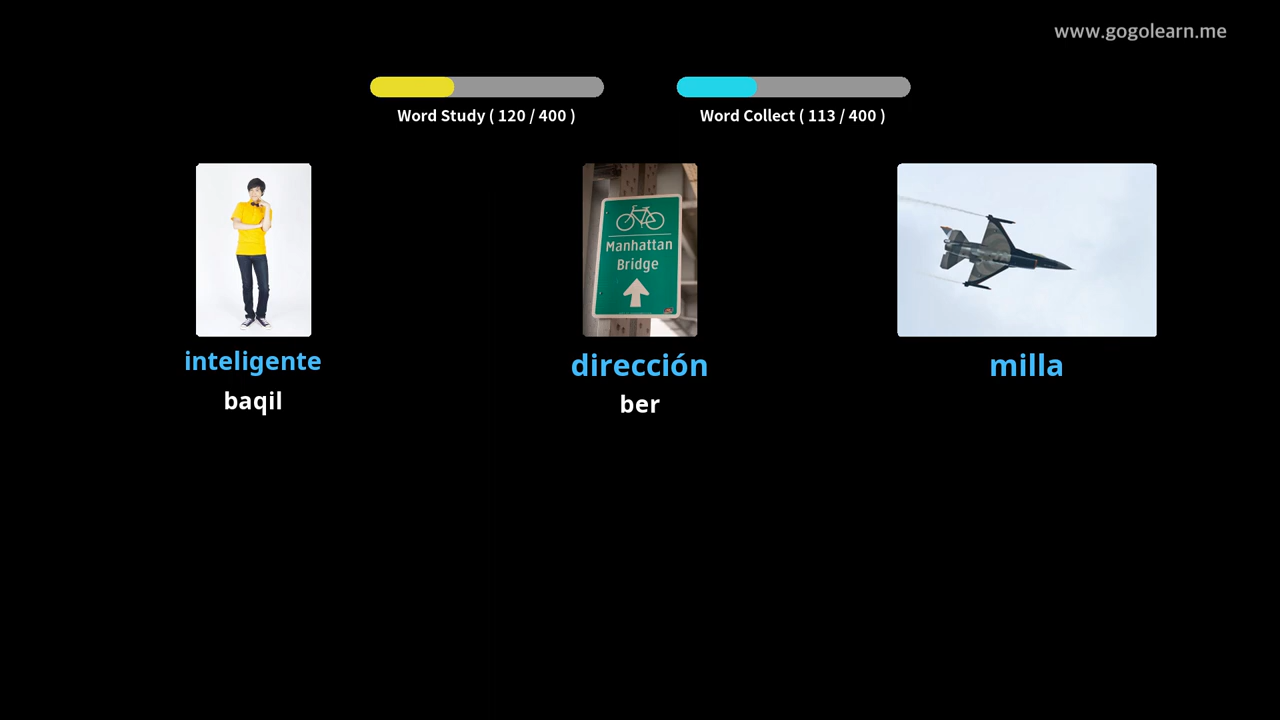 www.gogolearn.me
Word Study ( 120 / 400 )
Word Collect ( 113 / 400 )
Manhattan
Bridge
inteligente
dirección
milla
baqil
ber